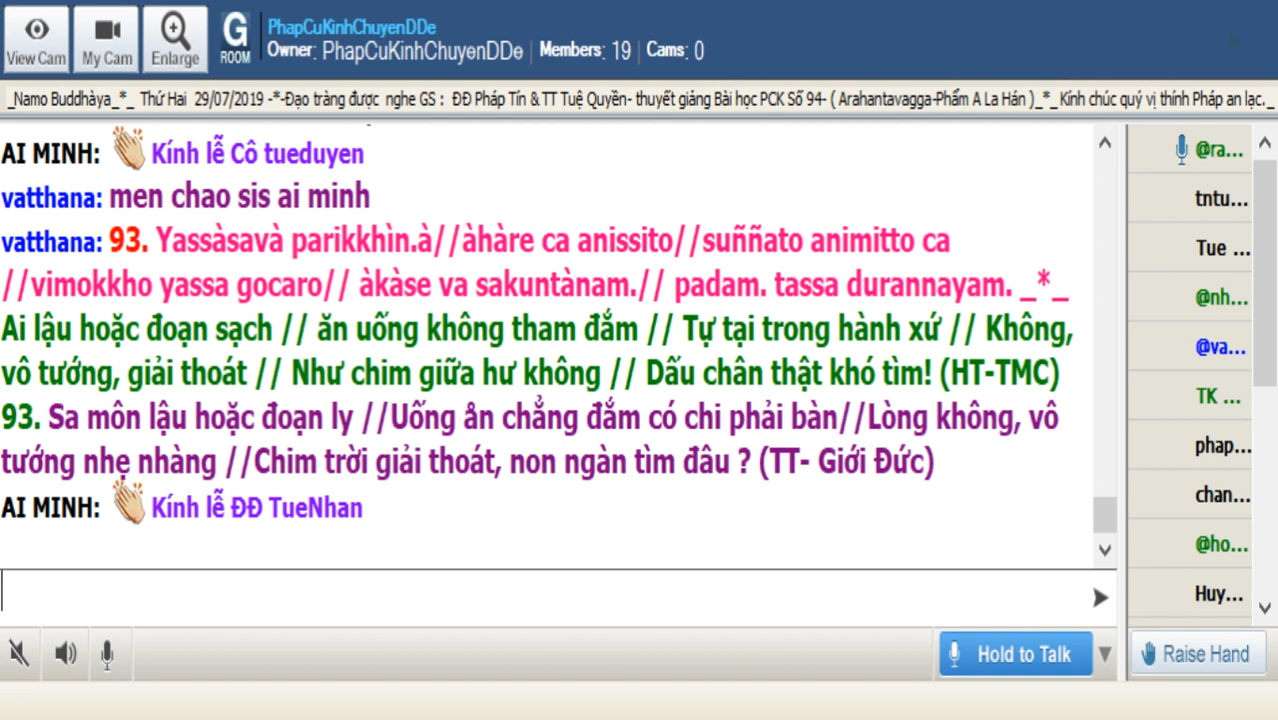 View Cam
My Cam
Enlarge
G
ROOM
PhapCuKinhChuyenDDe
Owner: PhapCuKinhChuyenDDe | Members: 19 | Cams: 0
_Namo Buddhàya_*_ Thứ Hai 29/07/2019 -*-Đạo tràng được nghe GS : ĐĐ Pháp Tín & TT Tuệ Quyền- thuyết giảng Bài học PCK Số 94- ( Arahantavagga-Phẩm A La Hán )_*_Kính chúc quý vị thính Pháp an lạc._
AI MINH: Kính lễ Cô tueduyen
vatthana: men chao sis ai minh
vatthana: 93. Yassàsavà parikkhìn.à//àhàre ca anissito//suññato animitto ca
//vimokkho yassa gocaro// àkàse va sakuntànam.// padam. tassa durannayam. _*_
Ai lậu hoặc đoạn sạch // ăn uống không tham đắm // Tự tại trong hành xứ // Không,
vô tướng, giải thoát // Như chim giữa hư không // Dấu chân thật khó tìm! (HT-TMC)
93. Sa môn lậu hoặc đoạn ly //Uống ån chẳng đắm có chi phải bàn//Lòng không, vô
tướng nhẹ nhàng //Chim trời giải thoát, non ngàn tìm đâu ? (TT- Giới Đức)
AI MINH: Kính lễ ĐĐ TueNhan
@ra...
tntu...
Tue ...
@nh...
@va...
TK ...
phap...
chan...
@ho...
Huy...
Hold to Talk
Raise Hand